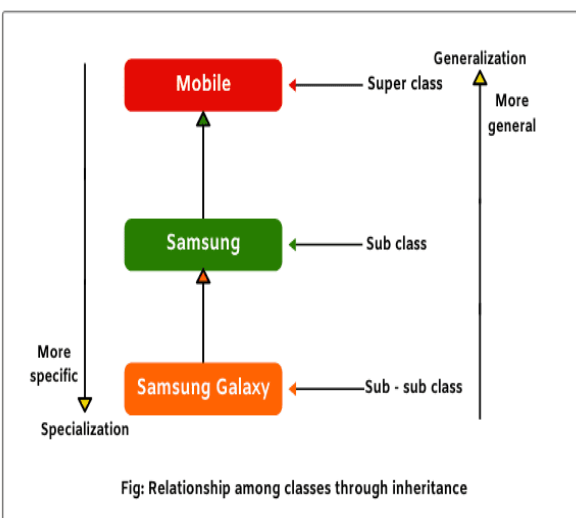 Generalization
Mobile
Super class
More
general
Samsung
Sub class
More
specific
Samsung Galaxy
Sub - sub class
Specialization
Fig: Relationship among classes through inheritance